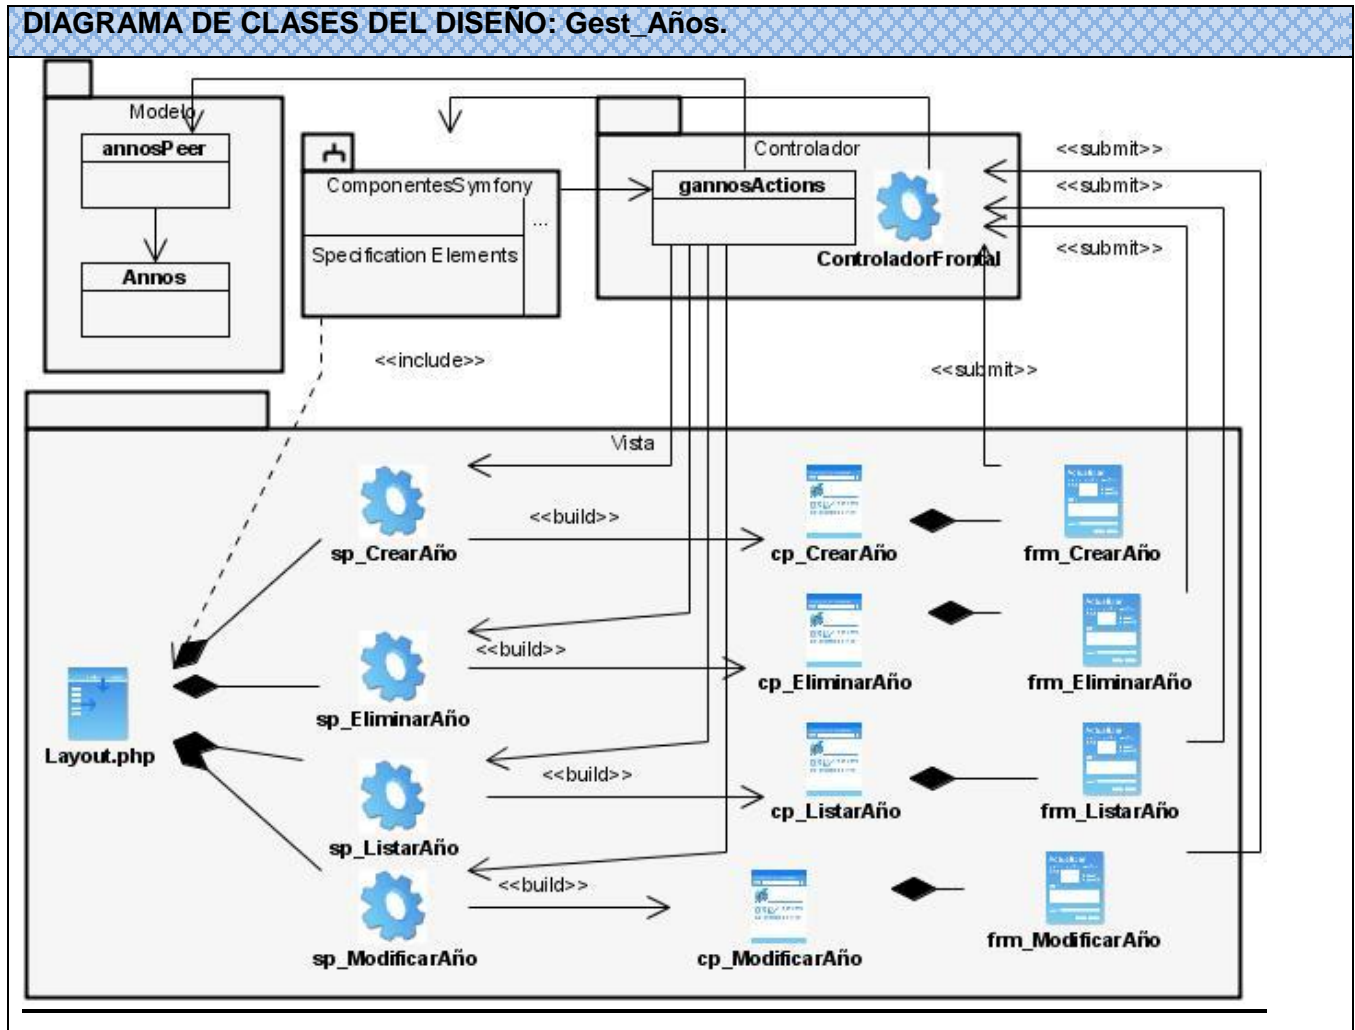 DIAGRAMA DE CLASES DEL DISEÑO: Gest_Años.
Modelo
annosPeer
Annos
ComponentesSymfony
...
Specification Elements
Controlador
gannosActions
ControladorFrontal
<<submit>>
<<submit>>
<<submit>>
<<include>>
<<submit>>
Vista
sp_CrearAño
<<build>>
cp_CrearAño
frm_CrearAño
sp_EliminarAño
<<build>>
cp_EliminarAño
frm_EliminarAño
Layout.php
sp_ListarAño
<<build>>
cp_ListarAño
frm_ListarAño
sp_ModificarAño
<<build>>
cp_ModificarAño
frm_ModificarAño